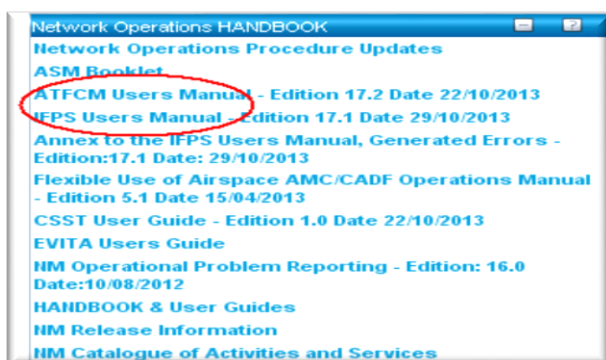 Network Operations HANDBOOK
Network Operations Procedure Updates
ASM Booklet
ATFCM Users Manual - Edition 17.2 Date 22/10/2013
IFPS Users Manual - Edition 17.1 Date 29/10/2013
Annex to the IFPS Users Manual, Generated Errors -
Edition:17.1 Date: 29/10/2013
Flexible Use of Airspace AMC/CADF Operations Manual
- Edition 5.1 Date 15/04/2013
CSST User Guide - Edition 1.0 Date 22/10/2013
EVITA Users Guide
NM Operational Problem Reporting - Edition: 16.0
Date:10/08/2012
HANDBOOK & User Guides
NM Release Information
NM Catalogue of Activities and Services